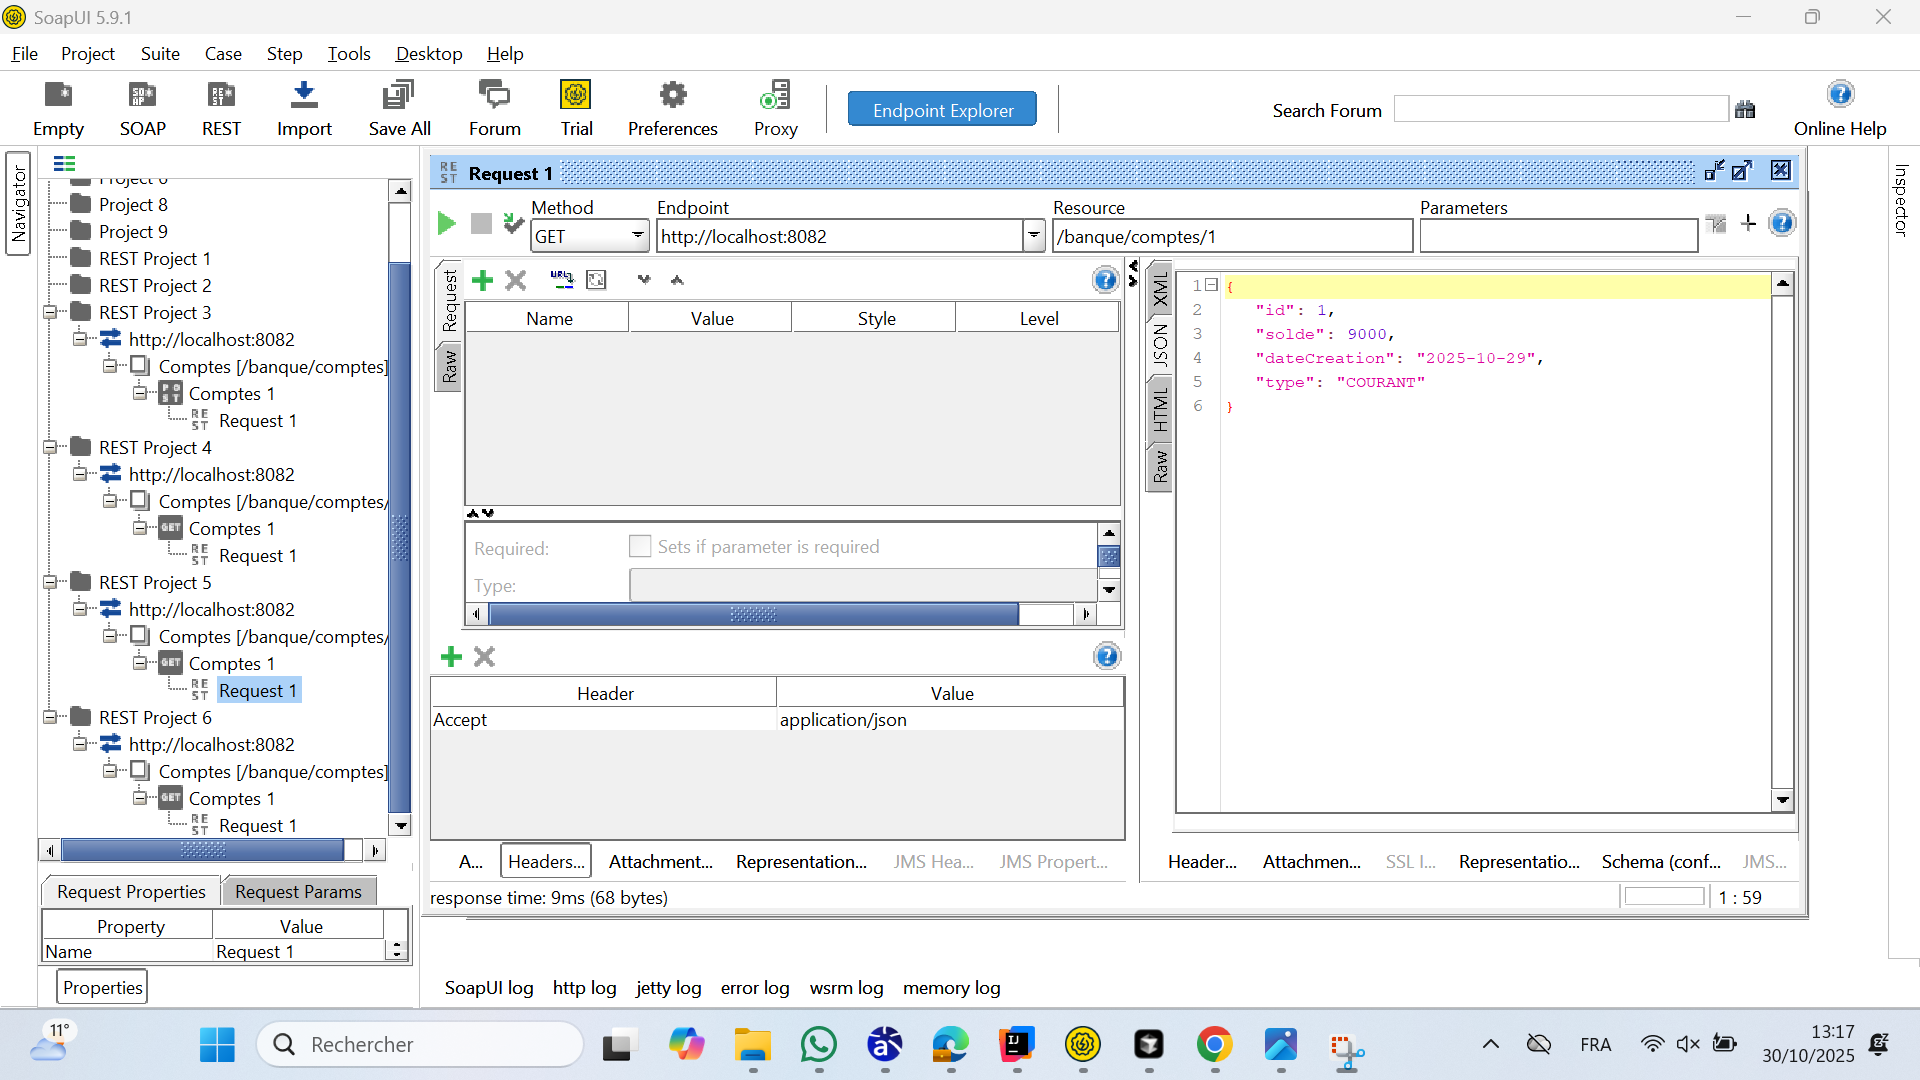 SoapUI 5.9.1
File Project Suite Case Step Tools Desktop Help
Empty SOAP REST Import Save All Forum Trial Preferences Proxy Endpoint Explorer Search Forum Online Help
Navigator
Project 8
Project 9
REST Project 1
REST Project 2
REST Project 3
http://localhost:8082
Comptes [/banque/comptes]
Comptes 1
Request 1
REST Project 4
http://localhost:8082
Comptes [/banque/comptes/
Comptes 1
Request 1
REST Project 5
http://localhost:8082
Comptes [/banque/comptes/
Comptes 1
Request 1
REST Project 6
http://localhost:8082
Comptes [/banque/comptes]
Comptes 1
Request 1
Request Properties Request Params
Property Value
Name Request 1
Properties
Request 1
Method Endpoint Resource Parameters
GET http://localhost:8082 /banque/comptes/1
Request
Raw
Name Value Style Level
Required: Sets if parameter is required
Type:
Header Value
Accept application/json
A... Headers... Attachment... Representation... JMS Hea... JMS Propert...
response time: 9ms (68 bytes)
XML
JSON
HTML
Raw
1 {
2 "id": 1,
3 "solde": 9000,
4 "dateCreation": "2025-10-29",
5 "type": "COURANT"
6 }
Header... Attachmen... SSL I... Representatio... Schema (conf... JMS...
1 : 59
Inspector
SoapUI log http log jetty log error log wsrm log memory log
11°
Rechercher
FRA
13:17
30/10/2025